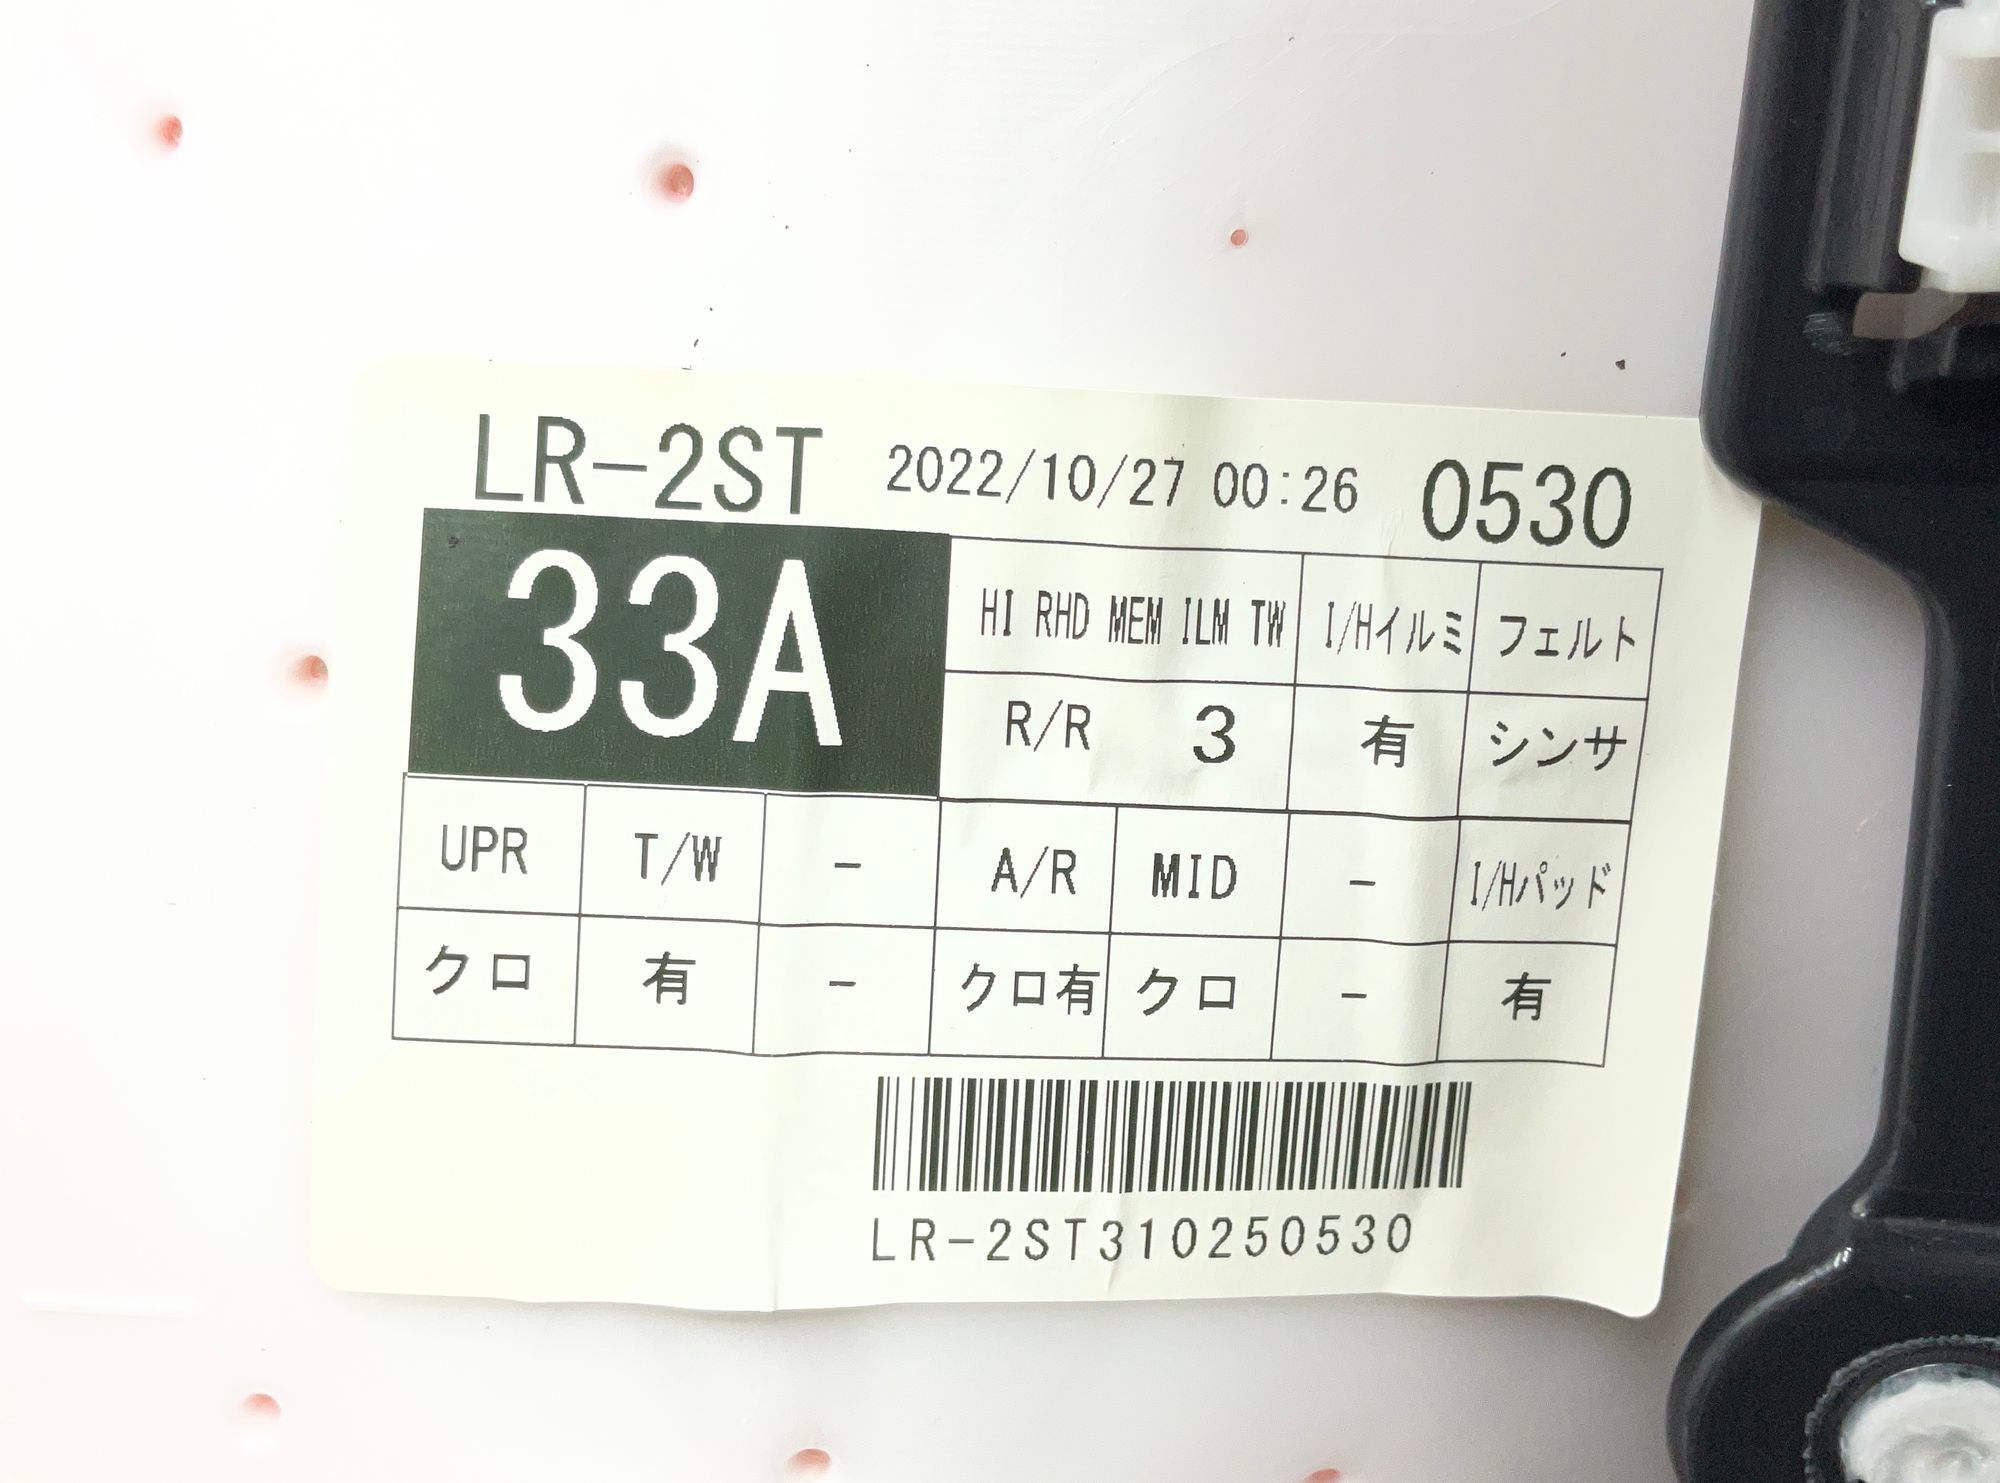 LR-2ST 2022/10/27 00:26 0530
33A HI RHD MEM ILM TW I/Hイルミ フェルト
R/R 3 有 シンサ
UPR T/W - A/R MID - I/Hパッド
クロ 有 - クロ有 クロ - 有
LR-2ST310250530